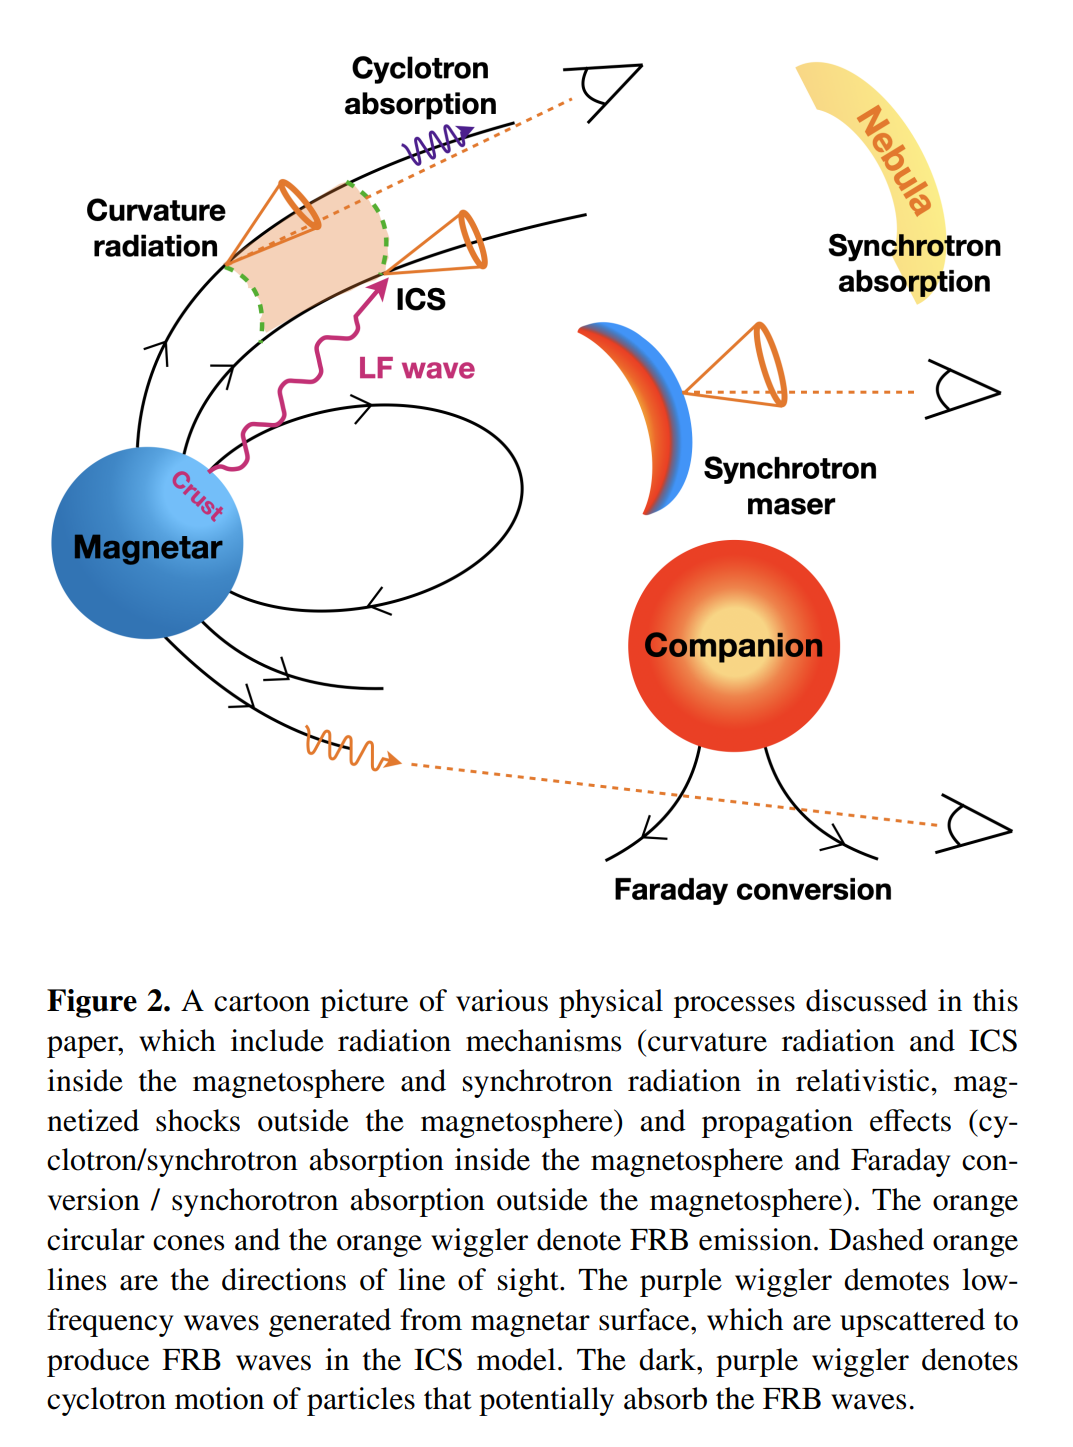 Cyclotron
absorption
Nebula
Curvature
radiation
Synchrotron
absorption
ICS
LF wave
Crust
Synchrotron
maser
Magnetar
Companion
Faraday conversion
Figure 2. A cartoon picture of various physical processes discussed in this
paper, which include radiation mechanisms (curvature radiation and ICS
inside the magnetosphere and synchrotron radiation in relativistic, mag-
netized shocks outside the magnetosphere) and propagation effects (cy-
clotron/synchrotron absorption inside the magnetosphere and Faraday con-
version / synchorotron absorption outside the magnetosphere). The orange
circular cones and the orange wiggler denote FRB emission. Dashed orange
lines are the directions of line of sight. The purple wiggler demotes low-
frequency waves generated from magnetar surface, which are upscattered to
produce FRB waves in the ICS model. The dark, purple wiggler denotes
cyclotron motion of particles that potentially absorb the FRB waves.